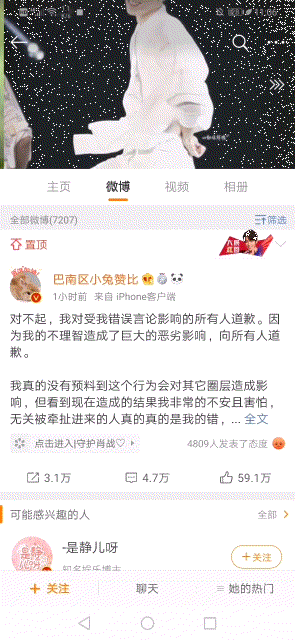 主页 微博 视频 相册
全部微博(7207) 筛选
置顶
巴南区小兔赞比
1小时前 来自 iPhone客户端
对不起，我对受我错误言论影响的所有人道歉。因
为我的不理智造成了巨大的恶劣影响，向所有人道
歉。
我真的没有预料到这个行为会对其它圈层造成影
响，但看到现在造成的结果我非常的不安且害怕，
无关被牵扯进来的人真的真的是我的错，... 全文
点击进入|守护肖战♡
4809人发表了态度
3.1万 4.7万 59.1万
可能感兴趣的人 全部
-是静儿呀
知名娱乐博主
+关注
+ 关注 聊天 她的热门